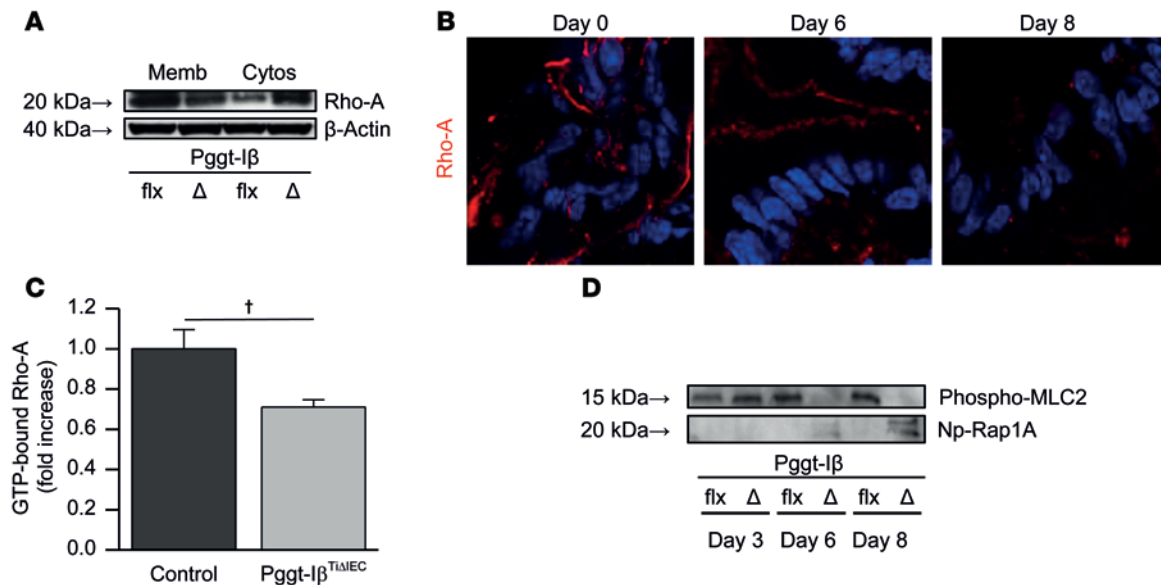 A
Memb Cytos
20 kDa→ Rho-A
40 kDa→ β-Actin
Pggt-Iβ
flx Δ flx Δ
B
Day 0 Day 6 Day 8
Rho-A
C
†
GTP-bound Rho-A
(fold increase)
1.2
1.0
0.8
0.6
0.4
0.2
0.0
Control Pggt-Iβ^TiΔIEC
D
15 kDa→ Phospho-MLC2
20 kDa→ Np-Rap1A
Pggt-Iβ
flx Δ flx Δ flx Δ
Day 3 Day 6 Day 8